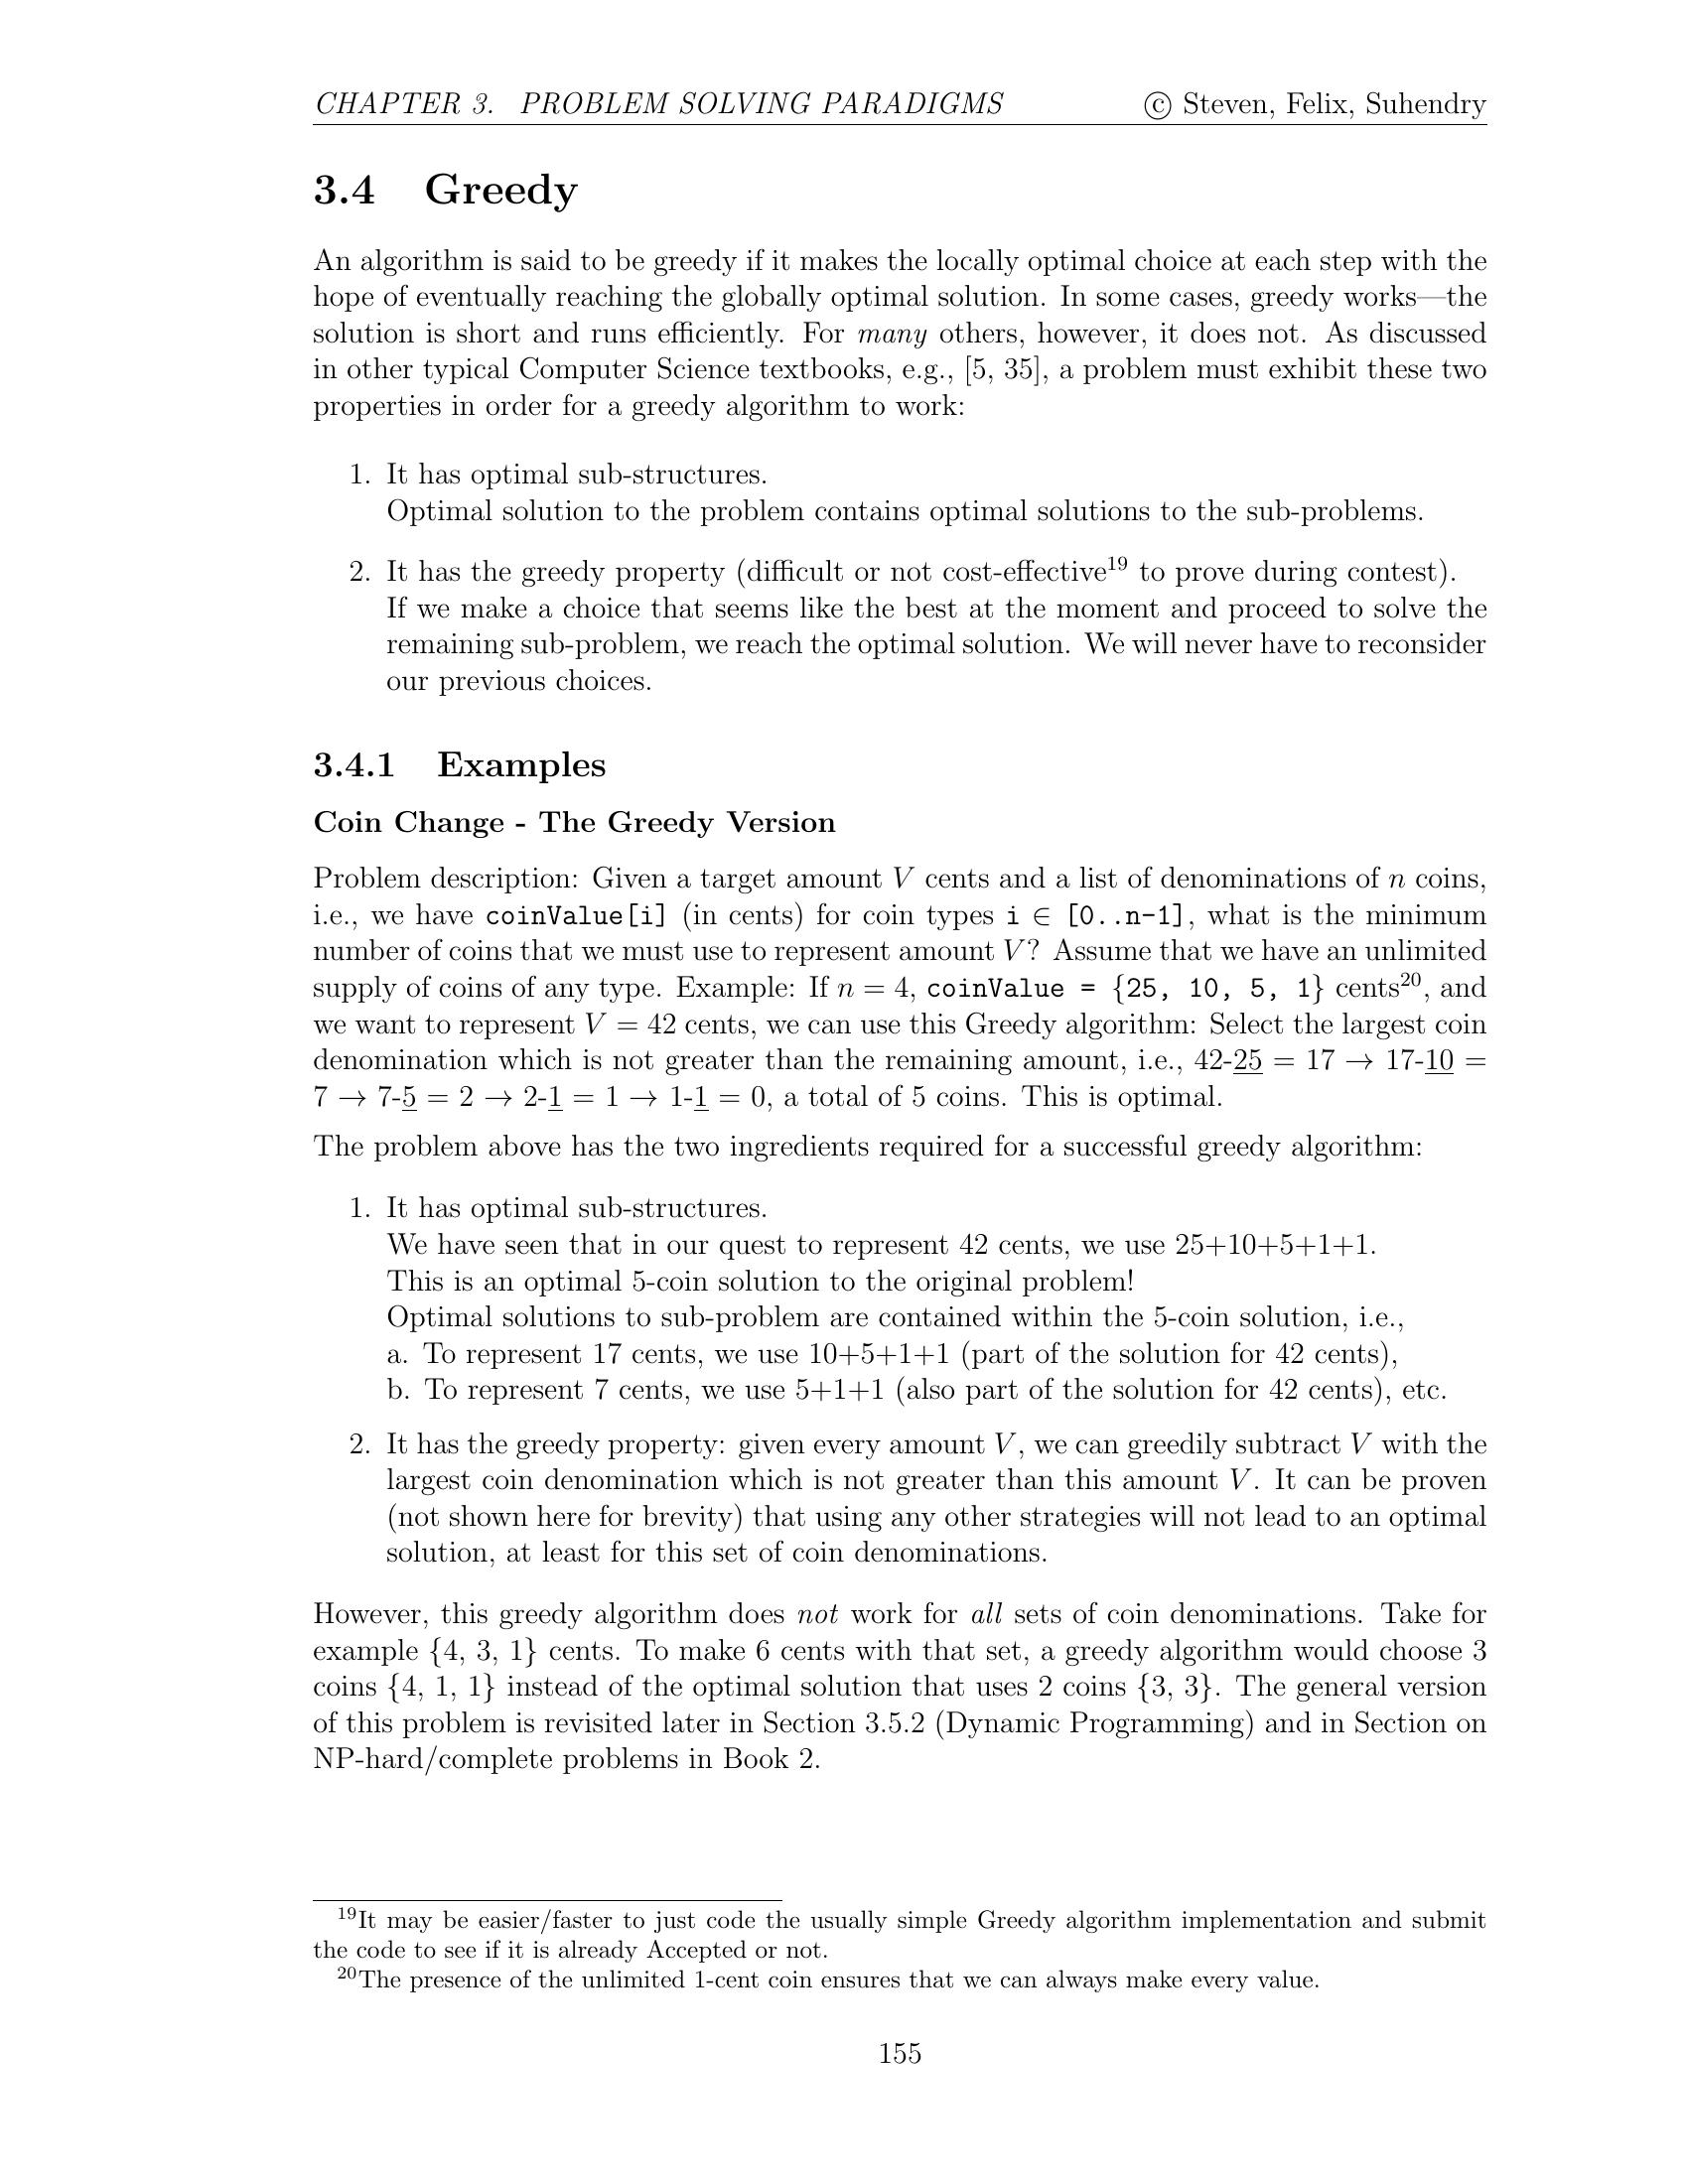 CHAPTER 3. PROBLEM SOLVING PARADIGMS © Steven, Felix, Suhendry
3.4 Greedy
An algorithm is said to be greedy if it makes the locally optimal choice at each step with the
hope of eventually reaching the globally optimal solution. In some cases, greedy works—the
solution is short and runs efficiently. For many others, however, it does not. As discussed
in other typical Computer Science textbooks, e.g., [5, 35], a problem must exhibit these two
properties in order for a greedy algorithm to work:
1. It has optimal sub-structures.
Optimal solution to the problem contains optimal solutions to the sub-problems.
2. It has the greedy property (difficult or not cost-effective¹⁹ to prove during contest).
If we make a choice that seems like the best at the moment and proceed to solve the
remaining sub-problem, we reach the optimal solution. We will never have to reconsider
our previous choices.
3.4.1 Examples
Coin Change - The Greedy Version
Problem description: Given a target amount V cents and a list of denominations of n coins,
i.e., we have coinValue[i] (in cents) for coin types i ∈ [0..n-1], what is the minimum
number of coins that we must use to represent amount V? Assume that we have an unlimited
supply of coins of any type. Example: If n = 4, coinValue = {25, 10, 5, 1} cents²⁰, and
we want to represent V = 42 cents, we can use this Greedy algorithm: Select the largest coin
denomination which is not greater than the remaining amount, i.e., 42-25 = 17 → 17-10 =
7 → 7-5 = 2 → 2-1 = 1 → 1-1 = 0, a total of 5 coins. This is optimal.
The problem above has the two ingredients required for a successful greedy algorithm:
1. It has optimal sub-structures.
We have seen that in our quest to represent 42 cents, we use 25+10+5+1+1.
This is an optimal 5-coin solution to the original problem!
Optimal solutions to sub-problem are contained within the 5-coin solution, i.e.,
a. To represent 17 cents, we use 10+5+1+1 (part of the solution for 42 cents),
b. To represent 7 cents, we use 5+1+1 (also part of the solution for 42 cents), etc.
2. It has the greedy property: given every amount V, we can greedily subtract V with the
largest coin denomination which is not greater than this amount V. It can be proven
(not shown here for brevity) that using any other strategies will not lead to an optimal
solution, at least for this set of coin denominations.
However, this greedy algorithm does not work for all sets of coin denominations. Take for
example {4, 3, 1} cents. To make 6 cents with that set, a greedy algorithm would choose 3
coins {4, 1, 1} instead of the optimal solution that uses 2 coins {3, 3}. The general version
of this problem is revisited later in Section 3.5.2 (Dynamic Programming) and in Section on
NP-hard/complete problems in Book 2.
¹⁹It may be easier/faster to just code the usually simple Greedy algorithm implementation and submit
the code to see if it is already Accepted or not.
²⁰The presence of the unlimited 1-cent coin ensures that we can always make every value.
155